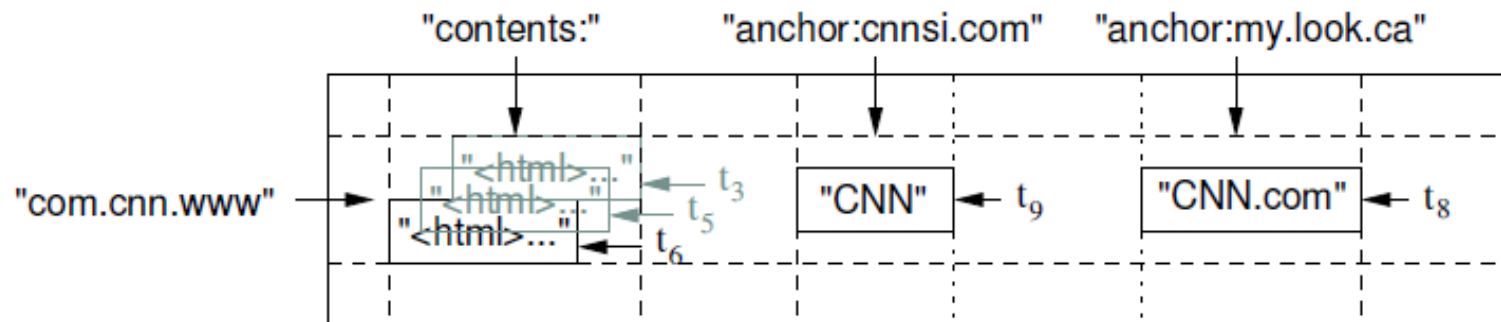 "contents:" "anchor:cnnsi.com" "anchor:my.look.ca"
"<html>..." t3
"com.cnn.www" "<html>..." t5 "CNN" t9 "CNN.com" t8
"<html>..." t6